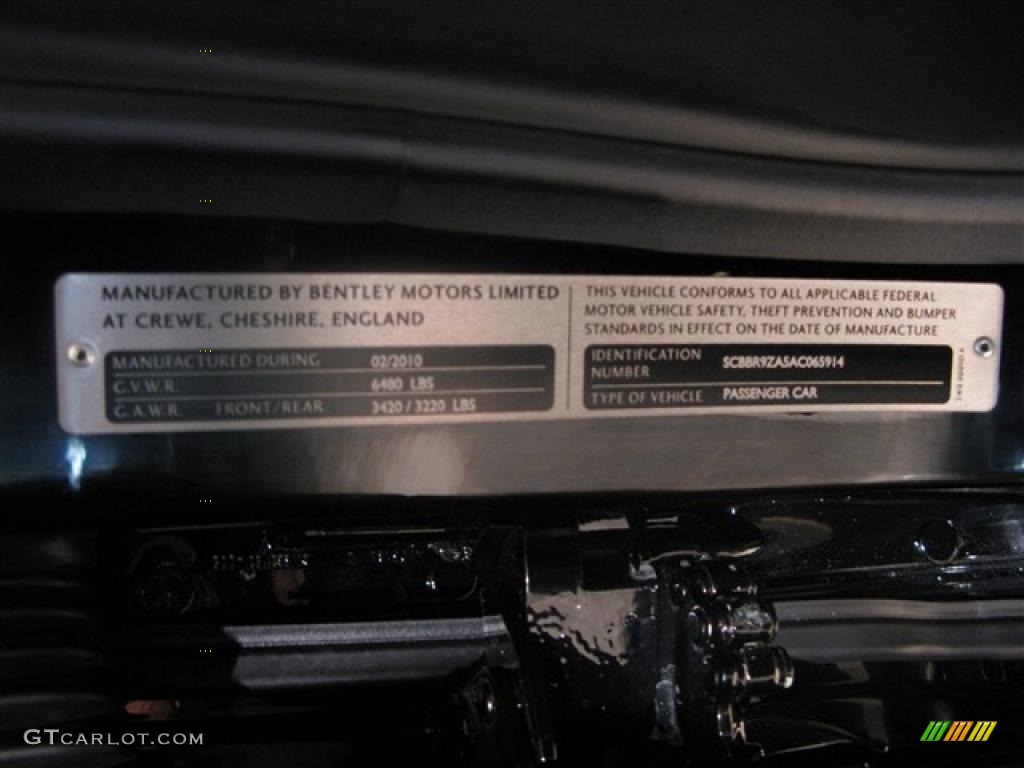 MANUFACTURED BY BENTLEY MOTORS LIMITED
AT CREWE, CHESHIRE, ENGLAND
MANUFACTURED DURING 02/2010
G.V.W.R. 6480 LBS
G.A.W.R. FRONT/REAR 3420/3220 LBS
THIS VEHICLE CONFORMS TO ALL APPLICABLE FEDERAL
MOTOR VEHICLE SAFETY, THEFT PREVENTION AND BUMPER
STANDARDS IN EFFECT ON THE DATE OF MANUFACTURE
IDENTIFICATION
NUMBER
SCBBR9ZA5AC065914
TYPE OF VEHICLE PASSENGER CAR
GTCARLOT.COM